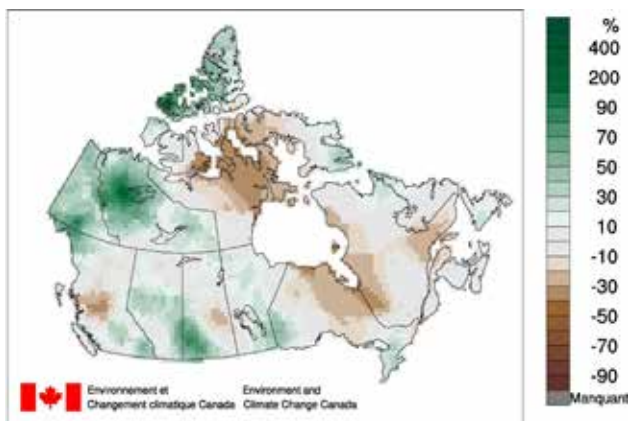 %
400
200
90
70
50
30
10
-10
-30
-50
-70
-90
Manquant
Environnement et
Changement climatique Canada
Environment and
Climate Change Canada